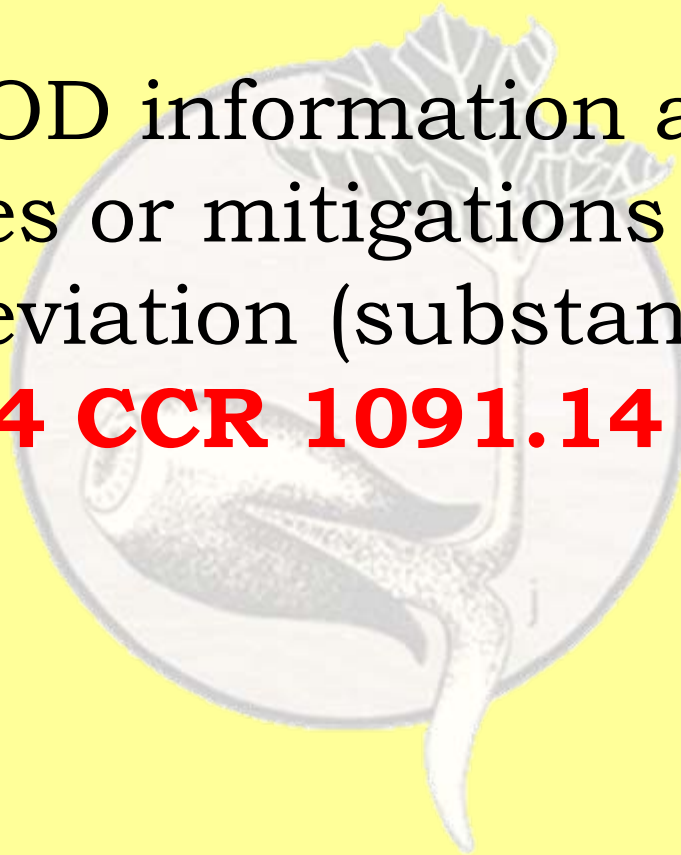 OD information a
es or mitigations
eviation (substan
4 CCR 1091.14
j